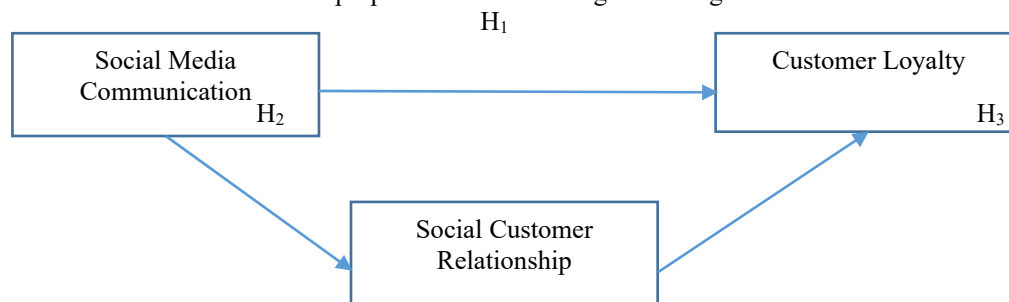 H₁
Social Media
Communication
H₂
Customer Loyalty
H₃
Social Customer
Relationship